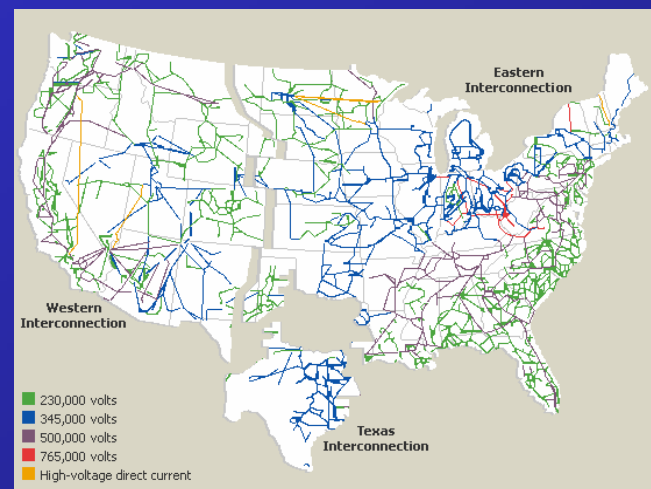 Eastern
Interconnection
Western
Interconnection
Texas
Interconnection
230,000 volts
345,000 volts
500,000 volts
765,000 volts
High-voltage direct current